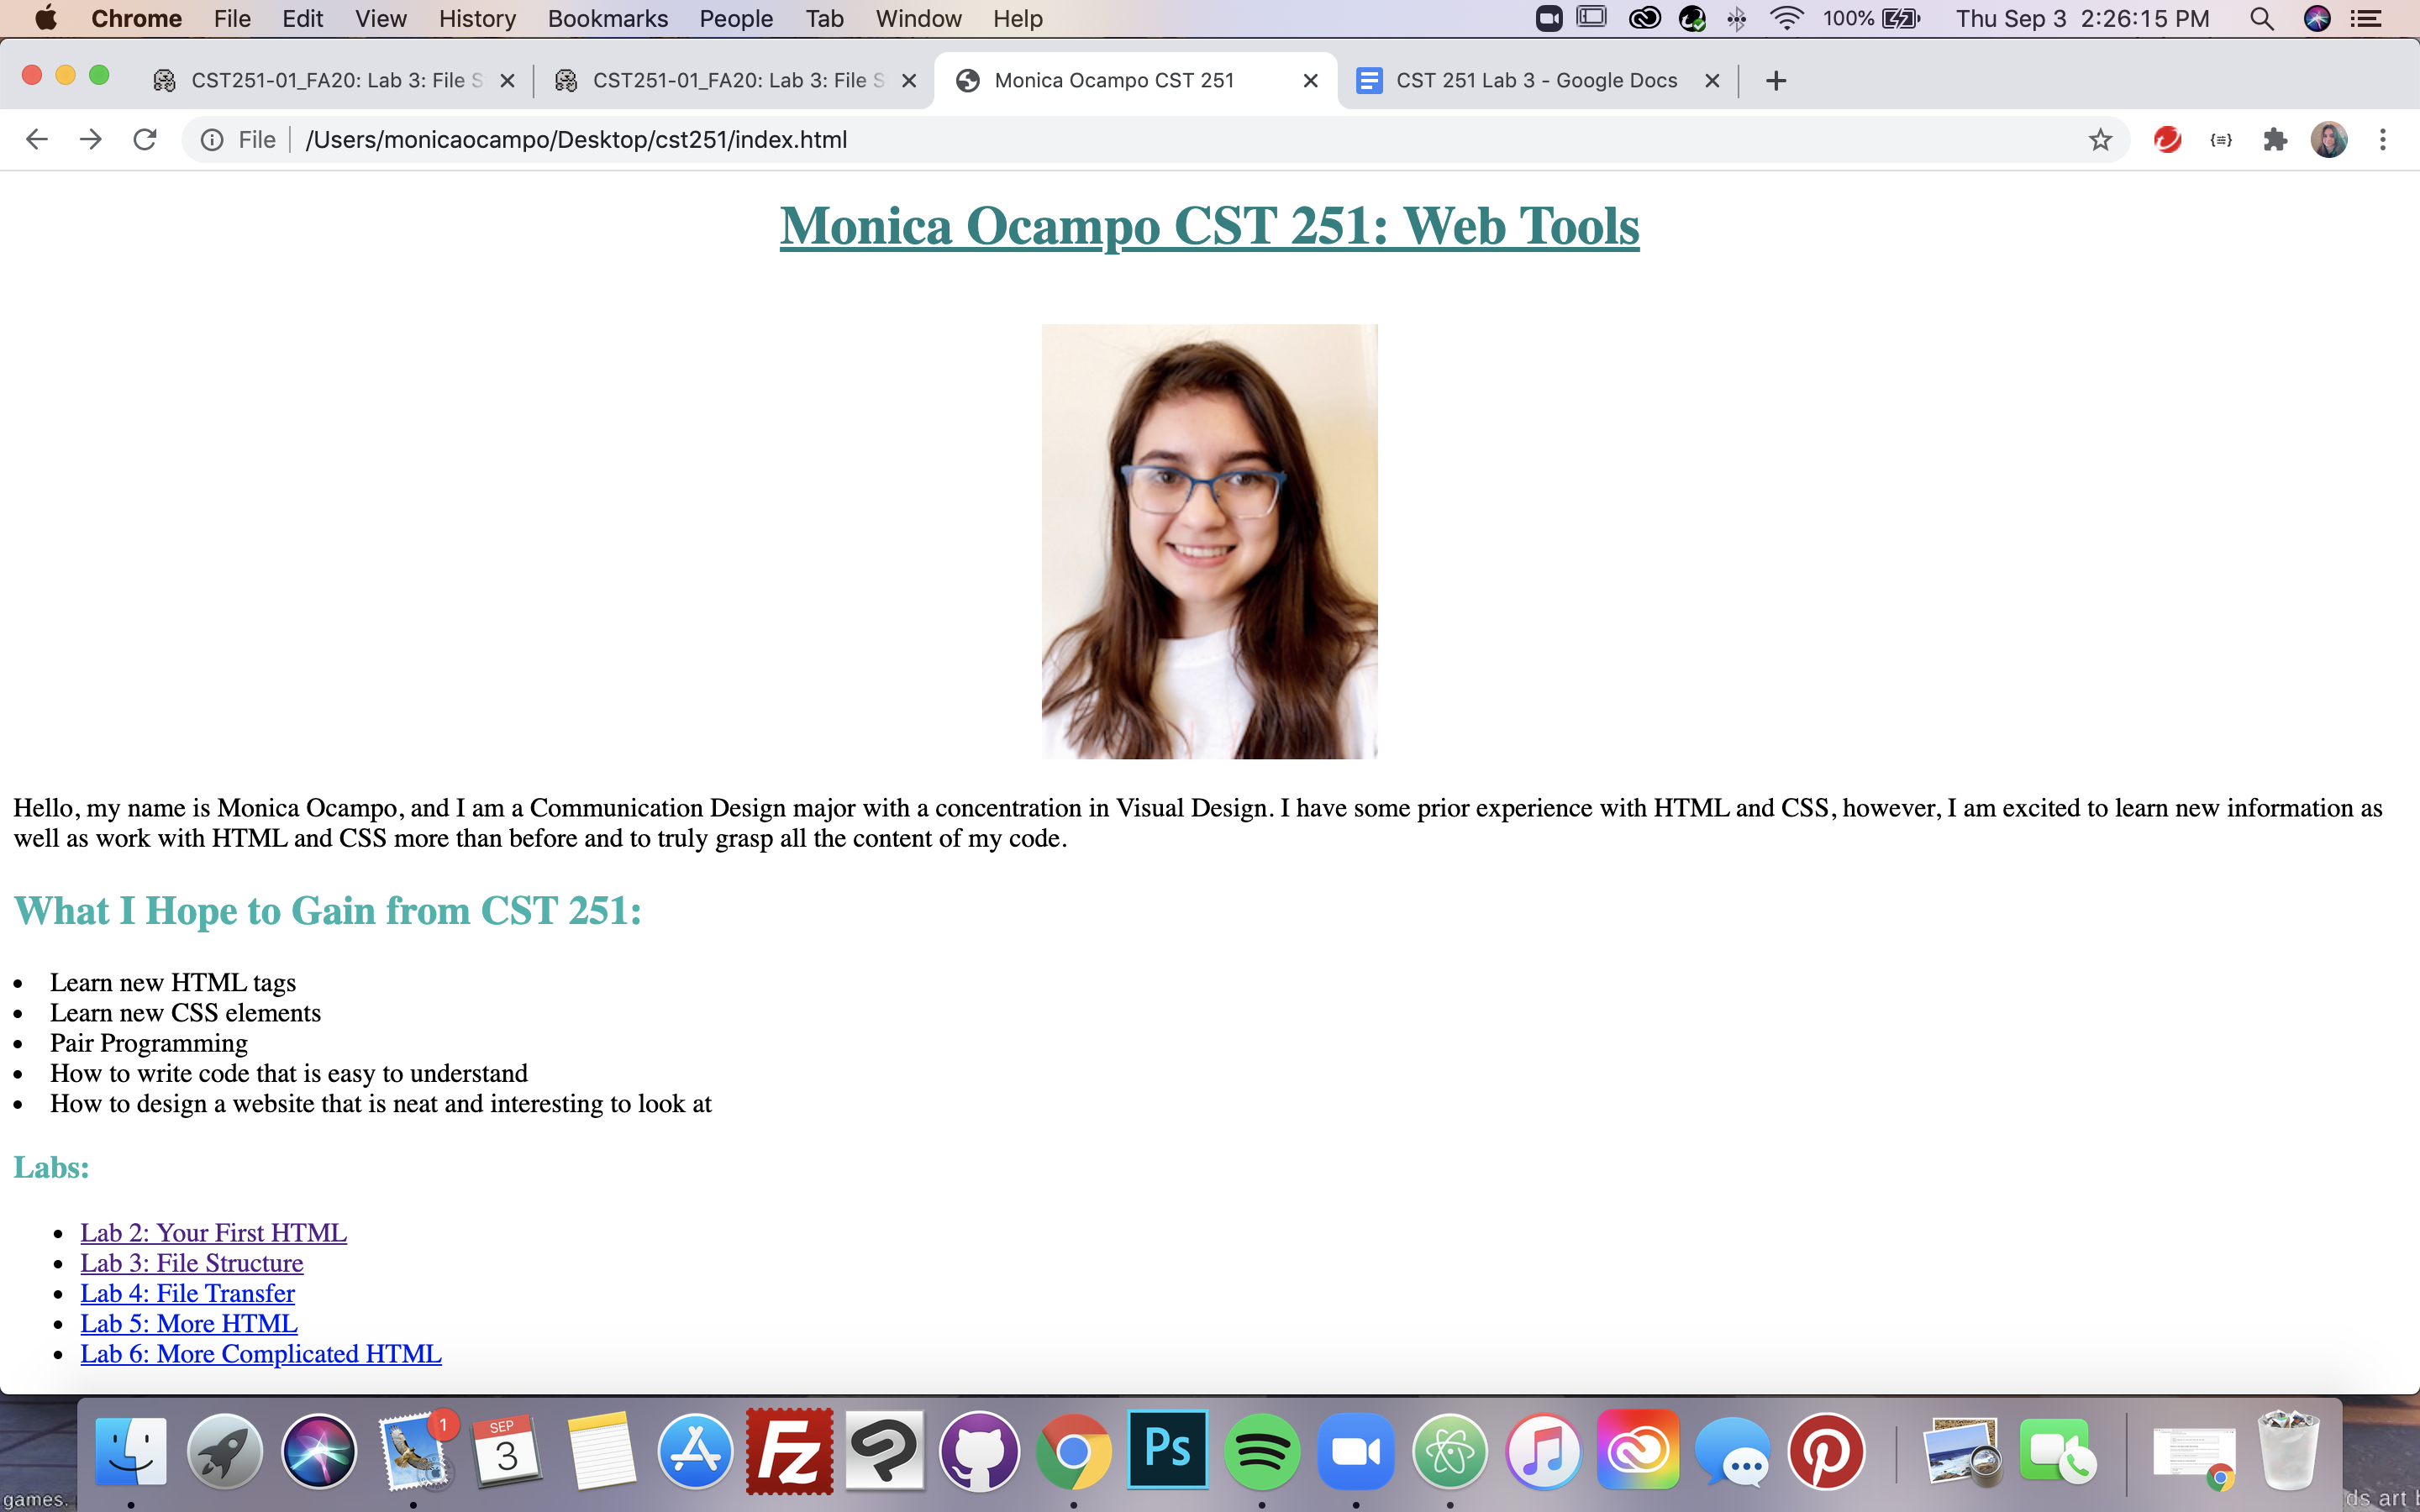 Chrome File Edit View History Bookmarks People Tab Window Help 100% Thu Sep 3 2:26:15 PM
CST251-01_FA20: Lab 3: File S CST251-01_FA20: Lab 3: File S Monica Ocampo CST 251 CST 251 Lab 3 - Google Docs
File /Users/monicaocampo/Desktop/cst251/index.html
Monica Ocampo CST 251: Web Tools
Hello, my name is Monica Ocampo, and I am a Communication Design major with a concentration in Visual Design. I have some prior experience with HTML and CSS, however, I am excited to learn new information as
well as work with HTML and CSS more than before and to truly grasp all the content of my code.
What I Hope to Gain from CST 251:
• Learn new HTML tags
• Learn new CSS elements
• Pair Programming
• How to write code that is easy to understand
• How to design a website that is neat and interesting to look at
Labs:
• Lab 2: Your First HTML
• Lab 3: File Structure
• Lab 4: File Transfer
• Lab 5: More HTML
• Lab 6: More Complicated HTML
1
SEP
3
Fz
Ps
games. ds art